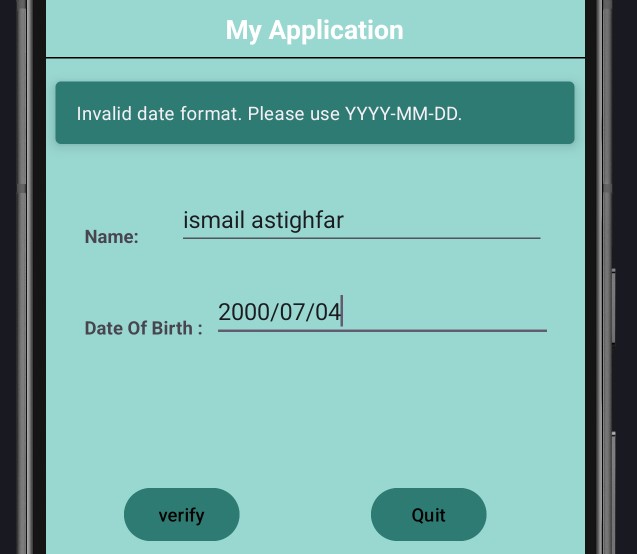 My Application
Invalid date format. Please use YYYY-MM-DD.
Name: ismail astighfar
Date Of Birth : 2000/07/04
verify Quit